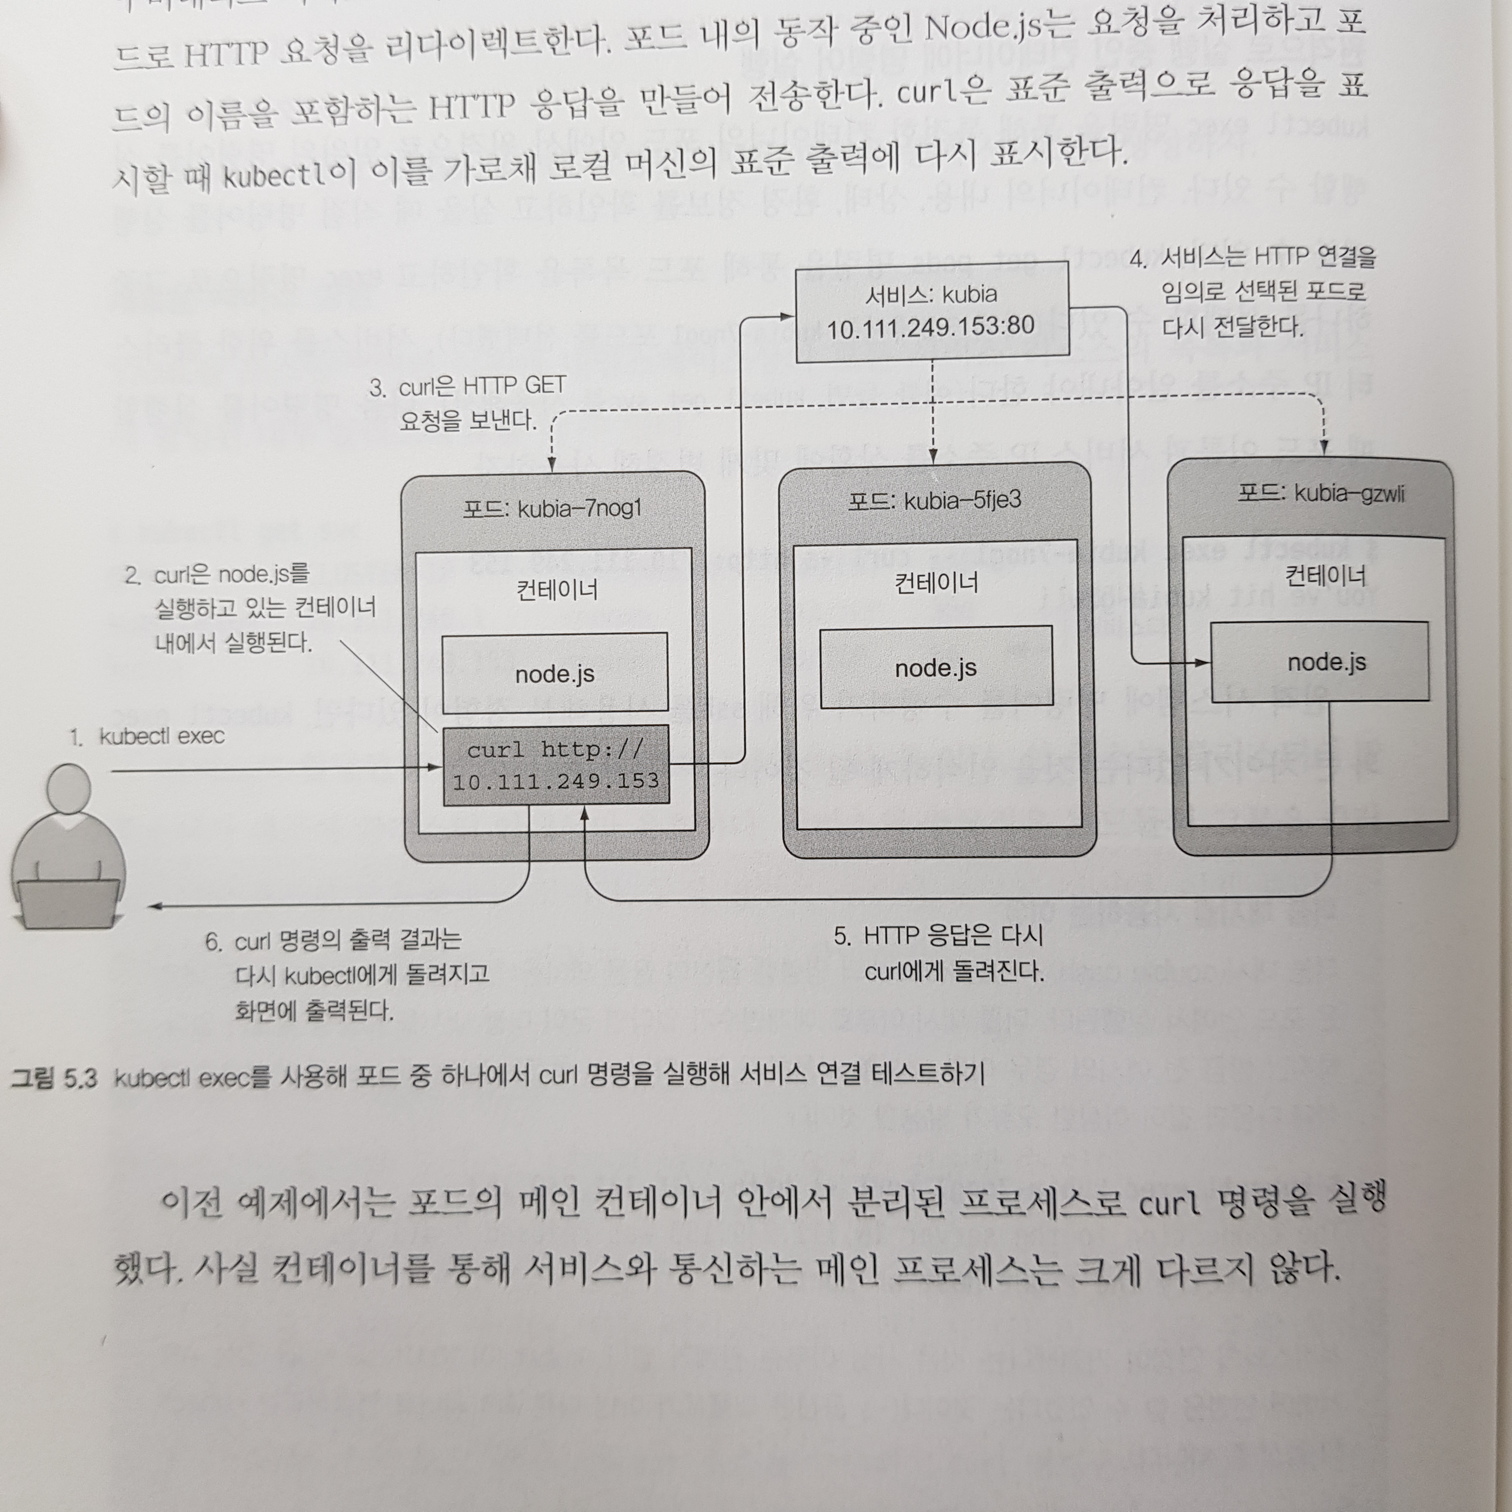 드로 HTTP 요청을 리다이렉트한다. 포드 내의 동작 중인 Node.js는 요청을 처리하고 포
드의 이름을 포함하는 HTTP 응답을 만들어 전송한다. curl은 표준 출력으로 응답을 표
시할 때 kubectl이 이를 가로채 로컬 머신의 표준 출력에 다시 표시한다.
서비스: kubia
10.111.249.153:80
4. 서비스는 HTTP 연결을
임의로 선택된 포드로
다시 전달한다.
3. curl은 HTTP GET
요청을 보낸다.
포드: kubia-7nog1
포드: kubia-5fje3
포드: kubia-gzwli
2. curl은 node.js를
실행하고 있는 컨테이너
내에서 실행된다.
컨테이너
컨테이너
컨테이너
node.js
node.js
node.js
1. kubectl exec
curl http://
10.111.249.153
6. curl 명령의 출력 결과는
다시 kubectl에게 돌려지고
화면에 출력된다.
5. HTTP 응답은 다시
curl에게 돌려진다.
그림 5.3 kubectl exec를 사용해 포드 중 하나에서 curl 명령을 실행해 서비스 연결 테스트하기
이전 예제에서는 포드의 메인 컨테이너 안에서 분리된 프로세스로 curl 명령을 실행
했다. 사실 컨테이너를 통해 서비스와 통신하는 메인 프로세스는 크게 다르지 않다.